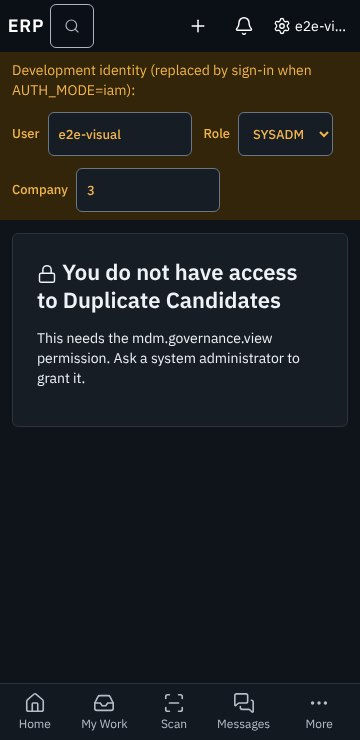 ERP
e2e-vi...
Development identity (replaced by sign-in when
AUTH_MODE=iam):
User e2e-visual Role SYSADM
Company 3
You do not have access
to Duplicate Candidates
This needs the mdm.governance.view
permission. Ask a system administrator to
grant it.
Home My Work Scan Messages More